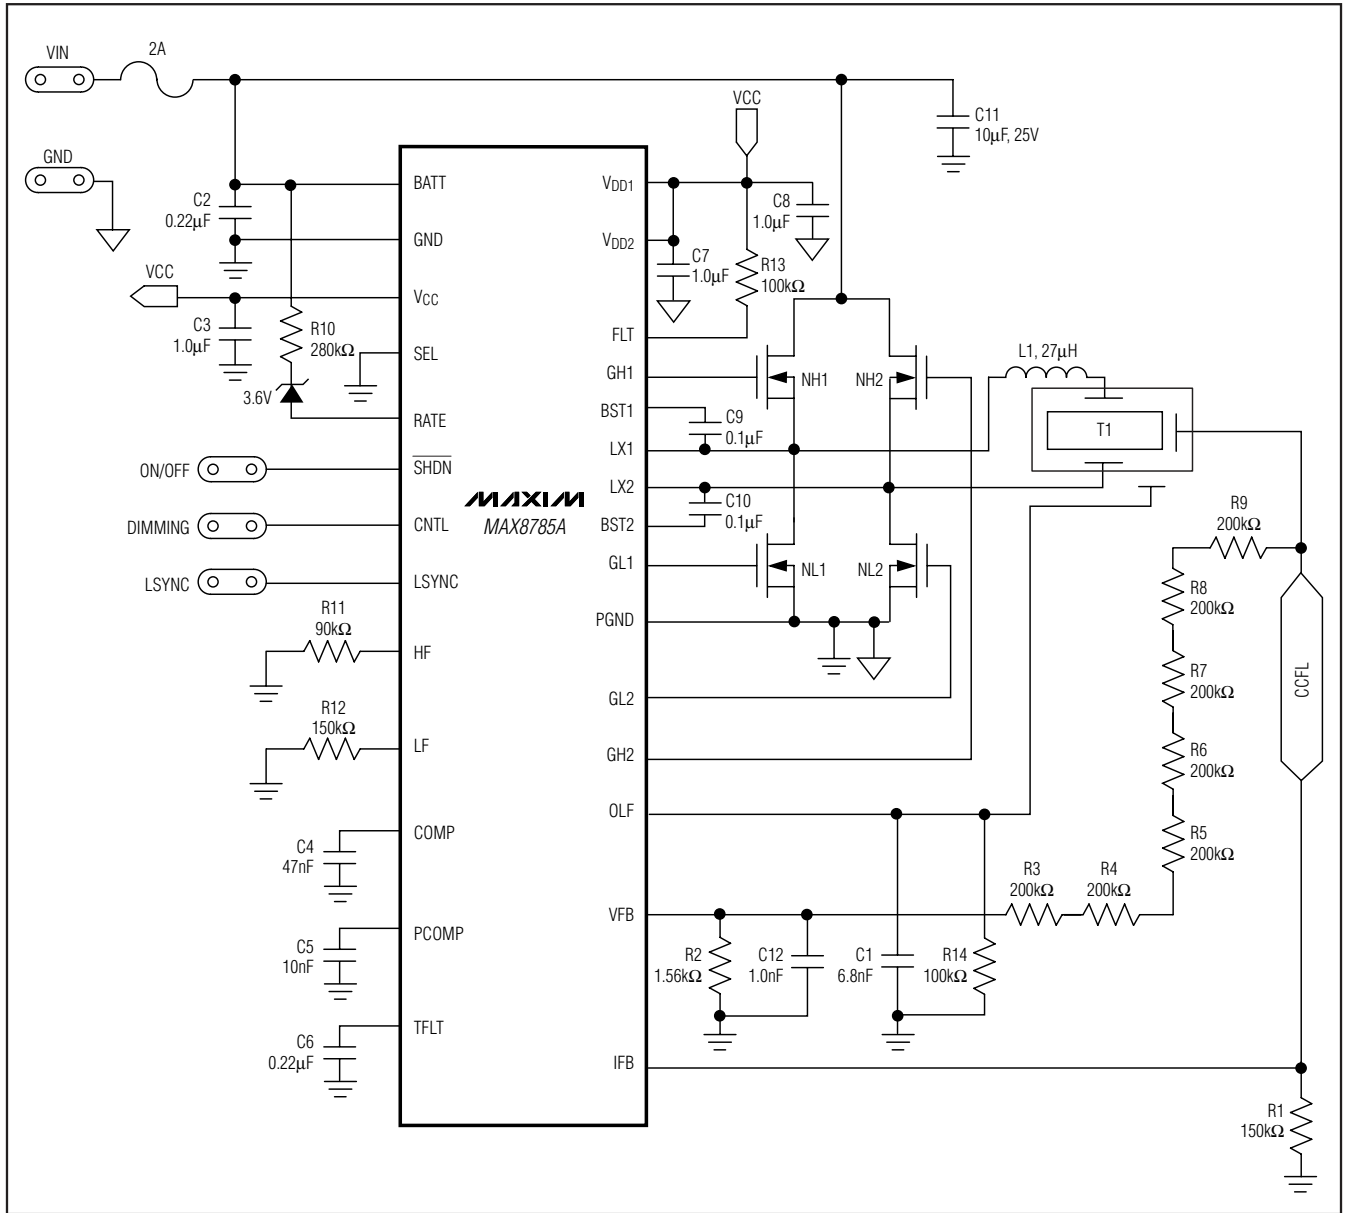 VIN
2A
GND
VCC
C11
10µF, 25V
BATT
GND
VCC
SEL
RATE
SHDN
CNTL
LSYNC
HF
LF
COMP
PCOMP
TFLT
C2
0.22µF
VCC
C3
1.0µF
R10
280kΩ
3.6V
ON/OFF
DIMMING
LSYNC
R11
90kΩ
R12
150kΩ
C4
47nF
C5
10nF
C6
0.22µF
MAXIM
MAX8785A
VDD1
VDD2
FLT
GH1
BST1
LX1
LX2
BST2
GL1
PGND
GL2
GH2
OLF
VFB
IFB
C8
1.0µF
C7
1.0µF
R13
100kΩ
NH1
NH2
C9
0.1µF
C10
0.1µF
NL1
NL2
L1, 27µH
T1
R9
200kΩ
R8
200kΩ
R7
200kΩ
R6
200kΩ
R5
200kΩ
CCFL
R3
200kΩ
R4
200kΩ
R2
1.56kΩ
C12
1.0nF
C1
6.8nF
R14
100kΩ
R1
150kΩ